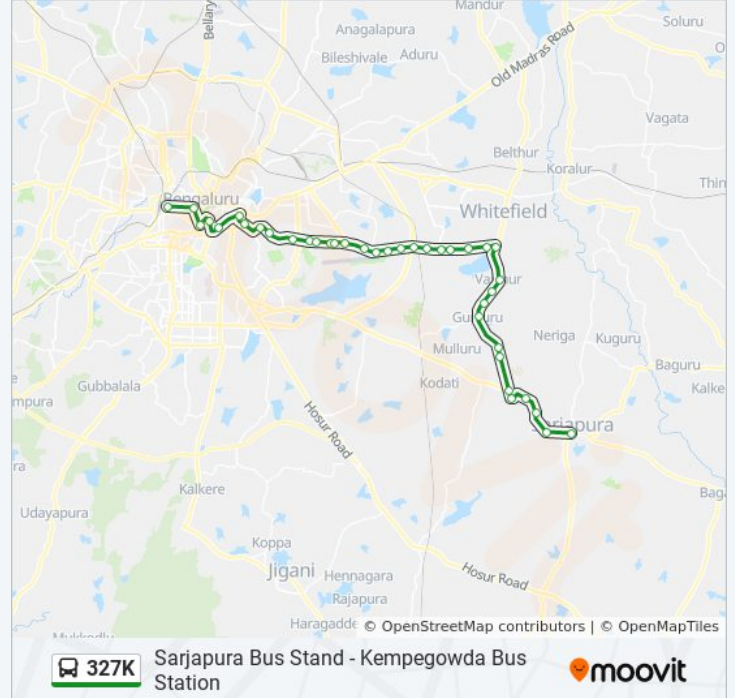 Mandur
Soluru
Bellary
Anagalapura
Bileshivale Aduru
Old Madras Road
Vagata
Belthur
Koralur
Thin
Bengaluru
Whitefield
Neriga
Kuguru
Mulluru
Baguru
Kodati
Kalke
Gubbalala
mpura
Hosur Road
ra
Kalkere
Baga
Udayapura
Koppa
Jigani
Hennagara
Hosur Road
Rajapura
Haragadde
© OpenStreetMap contributors | © OpenMapTiles
327K
Sarjapura Bus Stand - Kempegowda Bus
Station
moovit